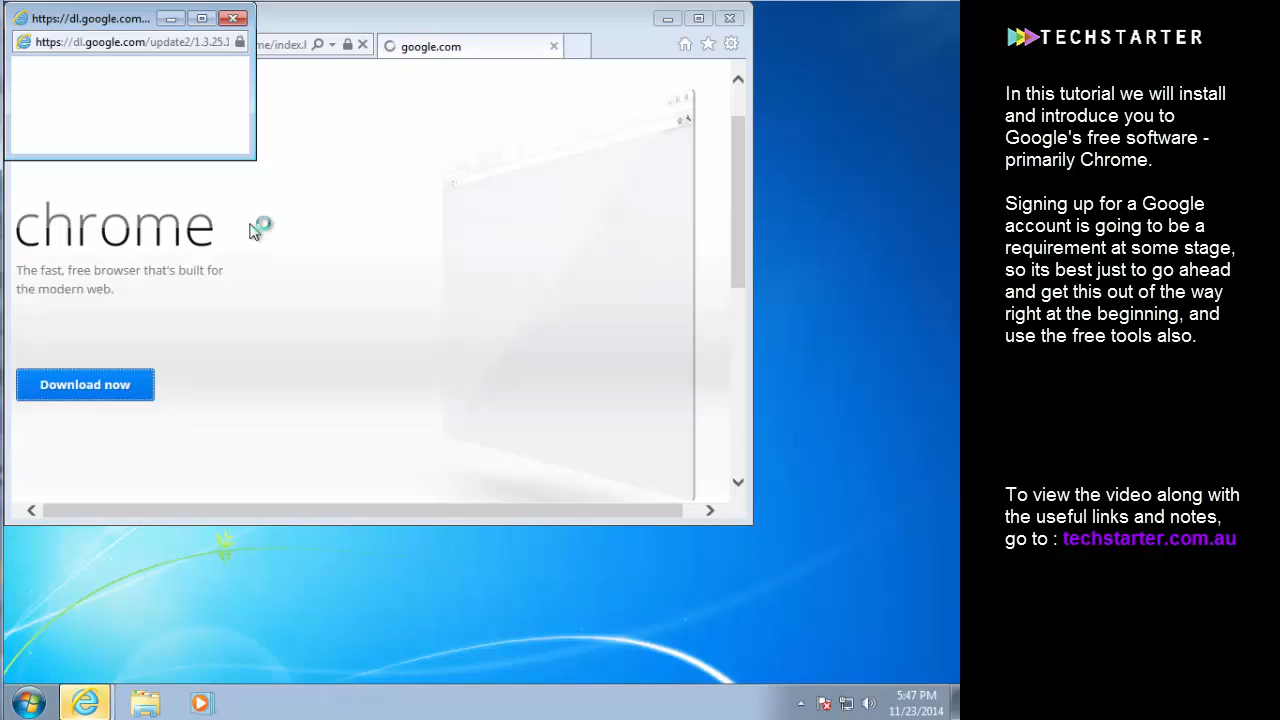 https://dl.google.com...
https://dl.google.com/update2/1.3.25.1
me/index.l
google.com
chrome
The fast, free browser that's built for
the modern web.
Download now
5:47 PM
11/23/2014
TECHSTARTER
In this tutorial we will install
and introduce you to
Google's free software -
primarily Chrome.
Signing up for a Google
account is going to be a
requirement at some stage,
so its best just to go ahead
and get this out of the way
right at the beginning, and
use the free tools also.
To view the video along with
the useful links and notes,
go to : techstarter.com.au